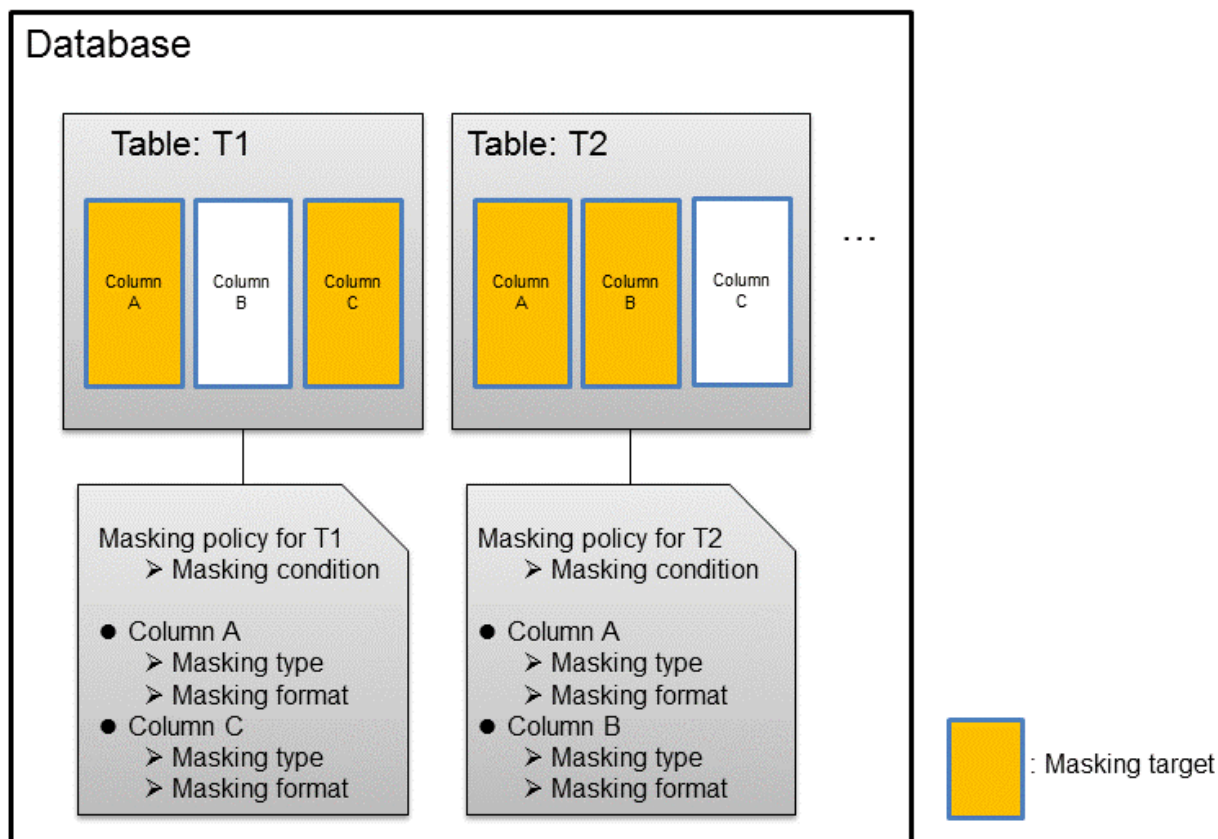 Database
Table: T1
Column
A
Column
B
Column
C
Table: T2
Column
A
Column
B
Column
C
...
Masking policy for T1
➢ Masking condition
● Column A
➢ Masking type
➢ Masking format
● Column C
➢ Masking type
➢ Masking format
Masking policy for T2
➢ Masking condition
● Column A
➢ Masking type
➢ Masking format
● Column B
➢ Masking type
➢ Masking format
: Masking target